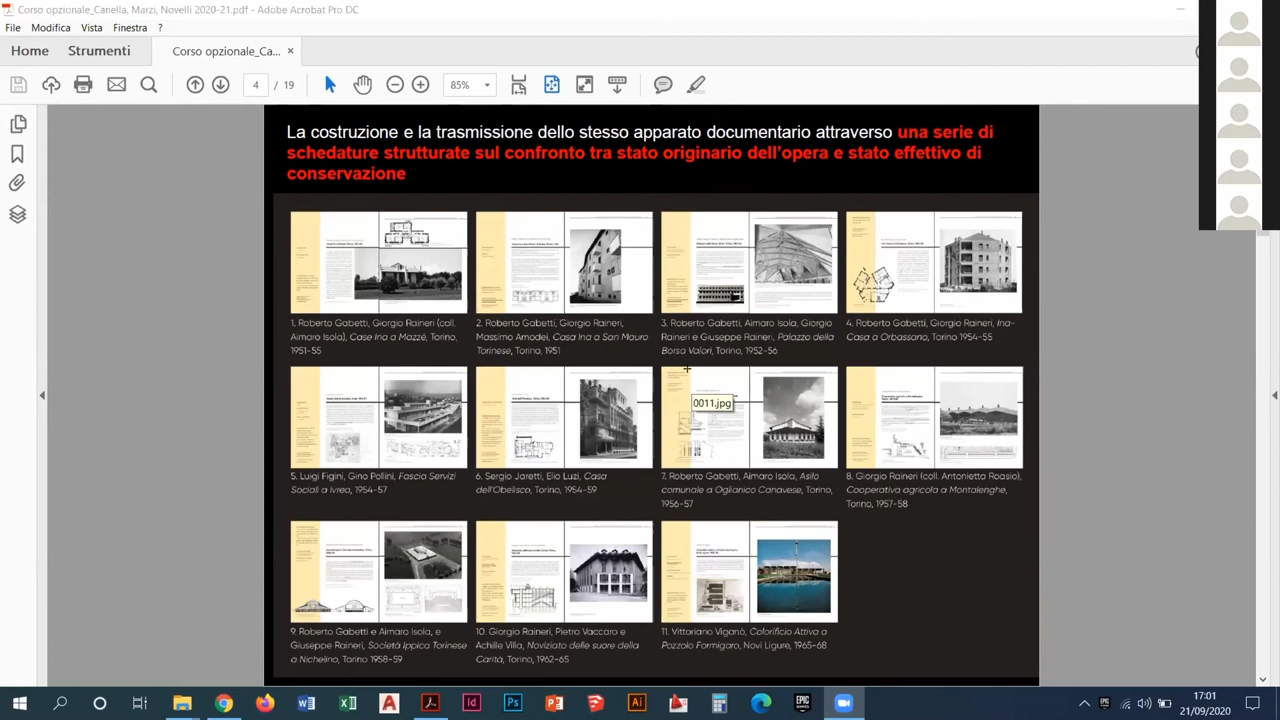 Corso opzionale_Canella, Marzi, Novelli 2020-21.pdf - Adobe Acrobat Pro DC
File Modifica Vista Finestra ?
Home Strumenti Corso opzionale_Ca... ×
4 / 19 85%
La costruzione e la trasmissione dello stesso apparato documentario attraverso una serie di
schedature strutturate sul confronto tra stato originario dell'opera e stato effettivo di
conservazione
1. Roberto Gabetti, Giorgio Raineri (coll.
Aimaro Isola), Case Ina a Mazzé, Torino,
1951-55
2. Roberto Gabetti, Giorgio Raineri,
Massimo Amodei, Casa Ina a San Mauro
Torinese, Torino, 1951
3. Roberto Gabetti, Aimaro Isola, Giorgio
Raineri e Giuseppe Raineri, Palazzo della
Borsa Valori, Torino, 1952-56
4. Roberto Gabetti, Giorgio Raineri, Ina-
Casa a Orbassano, Torino 1954-55
0011.jpg
5. Luigi Figini, Gino Pollini, Fascia Servizi
Sociali a Ivrea, 1954-57
6. Sergio Jaretti, Elio Luzi, Casa
dell'Obelisco, Torino, 1954-59
7. Roberto Gabetti, Aimaro Isola, Asilo
comunale a Oglianico Canavese, Torino,
1956-57
8. Giorgio Raineri (coll. Antonietta Roasio),
Cooperativa agricola a Montalenghe,
Torino, 1957-58
9. Roberto Gabetti e Aimaro Isola, e
Giuseppe Raineri, Società Ippica Torinese
a Nichelino, Torino 1958-59
10. Giorgio Raineri, Pietro Vaccaro e
Achille Villa, Noviziato delle suore della
Carità, Torino, 1962-65
11. Vittoriano Viganò, Colorificio Attiva a
Pozzolo Formigaro, Novi Ligure, 1965-68
17:01
21/09/2020